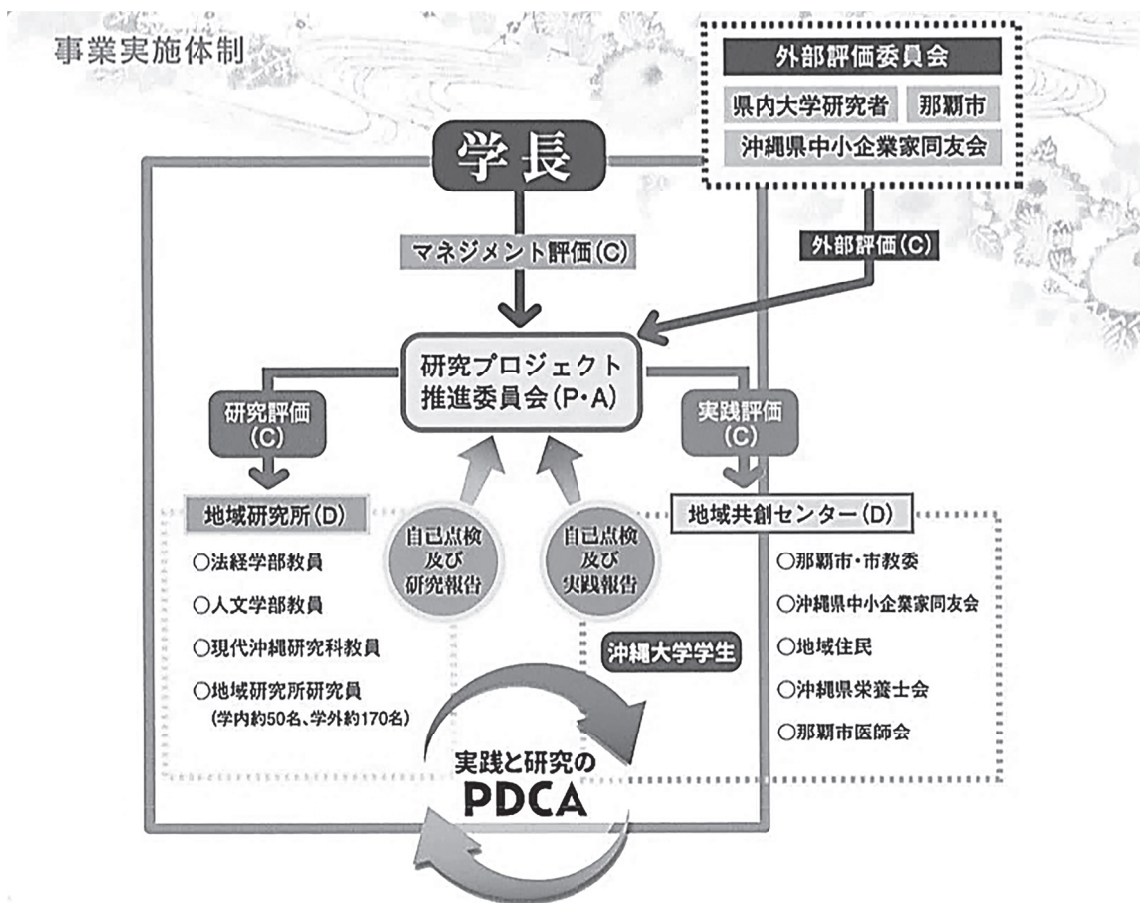 事業実施体制
外部評価委員会
県内大学研究者
那覇市
沖縄県中小企業家同友会
学長
マネジメント評価(C)
外部評価(C)
研究プロジェクト
推進委員会(P・A)
研究評価
(C)
実践評価
(C)
地域研究所(D)
○法経学部教員
○人文学部教員
○現代沖縄研究科教員
○地域研究所研究員
(学内約50名、学外約170名)
自己点検
及び
研究報告
自己点検
及び
実践報告
地域共創センター(D)
○那覇市・市教委
○沖縄県中小企業家同友会
○地域住民
○沖縄県栄養士会
○那覇市医師会
沖縄大学学生
実践と研究の
PDCA